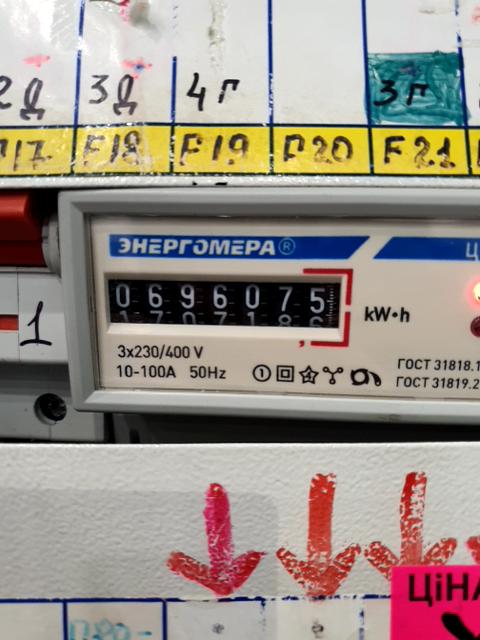 2Д 3Д 4Г 3Г
F17 F18 F19 F20 F21
ЭНЕРГОМЕРА®
0696075
kW•h
1
3x230/400 V
10-100A 50Hz
ГОСТ 31818.1
ГОСТ 31819.2
ЦіНА